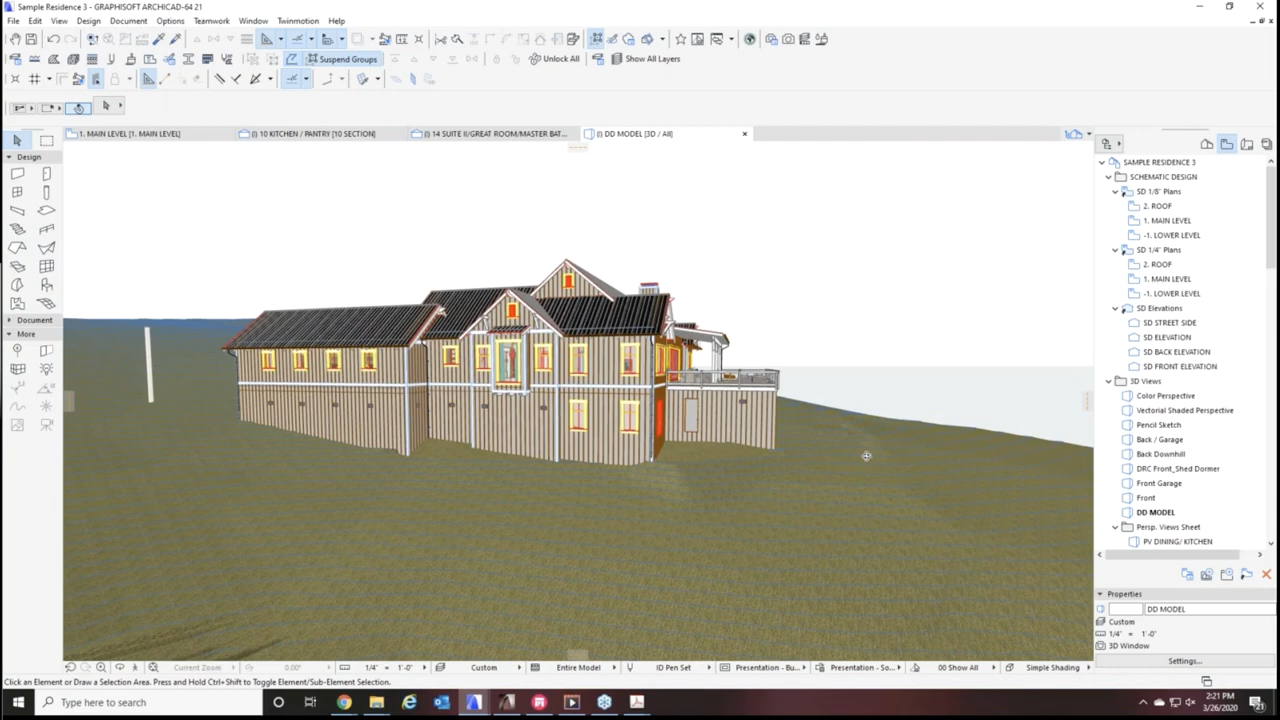 Sample Residence 3 - GRAPHISOFT ARCHICAD-64 21
File Edit View Design Document Options Teamwork Window Twinmotion Help
Suspend Groups
Unlock All
Show All Layers
1. MAIN LEVEL [1. MAIN LEVEL]
(!) 10 KITCHEN / PANTRY [10 SECTION]
(!) 14 SUITE II/GREAT ROOM/MASTER BAT...
(!) DD MODEL [3D / All]
Design
Document
More
SAMPLE RESIDENCE 3
SCHEMATIC DESIGN
SD 1/8" Plans
2. ROOF
1. MAIN LEVEL
-1. LOWER LEVEL
SD 1/4" Plans
2. ROOF
1. MAIN LEVEL
-1. LOWER LEVEL
SD Elevations
SD STREET SIDE
SD ELEVATION
SD BACK ELEVATION
SD FRONT ELEVATION
3D Views
Color Perspective
Vectorial Shaded Perspective
Pencil Sketch
Back / Garage
Back Downhill
DRC Front_Shed Dormer
Front Garage
Front
DD MODEL
Persp. Views Sheet
PV DINING/ KITCHEN
Properties
DD MODEL
Custom
1/4" = 1'-0"
3D Window
Settings...
Current Zoom
0.00°
1/4" = 1'-0"
Custom
Entire Model
ID Pen Set
Presentation - Bu...
Presentation - So...
00 Show All
Simple Shading
Click an Element or Draw a Selection Area. Press and Hold Ctrl+Shift to Toggle Element/Sub-Element Selection.
Type here to search
2:21 PM
3/26/2020
21